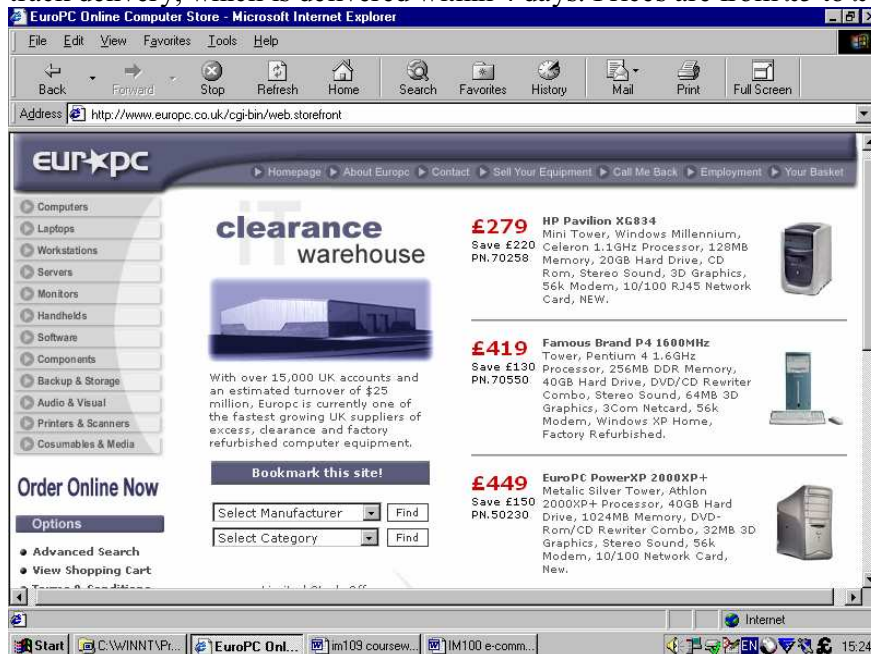 EuroPC Online Computer Store - Microsoft Internet Explorer
File Edit View Favorites Tools Help
Back Forward Stop Refresh Home Search Favorites History Mail Print Full Screen
Address http://www.europc.co.uk/cgi-bin/web.storefront
eur★pc
Homepage About Europc Contact Sell Your Equipment Call Me Back Employment Your Basket
Computers
Laptops
Workstations
Servers
Monitors
Handhelds
Software
Components
Backup & Storage
Audio & Visual
Printers & Scanners
Cosumables & Media
Order Online Now
Options
Advanced Search
View Shopping Cart
Terms & Conditions
iT
clearance
warehouse
With over 15,000 UK accounts and
an estimated turnover of $25
million, Europc is currently one of
the fastest growing UK suppliers of
excess, clearance and factory
refurbished computer equipment.
Bookmark this site!
Select Manufacturer Find
Select Category Find
£279
Save £220
PN.70258
HP Pavilion XG834
Mini Tower, Windows Millennium,
Celeron 1.1GHz Processor, 128MB
Memory, 20GB Hard Drive, CD
Rom, Stereo Sound, 3D Graphics,
56k Modem, 10/100 RJ45 Network
Card, NEW.
£419
Save £130
PN.70550
Famous Brand P4 1600MHz
Tower, Pentium 4 1.6GHz
Processor, 256MB DDR Memory,
40GB Hard Drive, DVD/CD Rewriter
Combo, Stereo Sound, 64MB 3D
Graphics, 3Com Netcard, 56k
Modem, Windows XP Home,
Factory Refurbished.
£449
Save £150
PN.50230
EuroPC PowerXP 2000XP+
Metalic Silver Tower, Athlon
2000XP+ Processor, 40GB Hard
Drive, 1024MB Memory, DVD-
Rom/CD Rewriter Combo, 32MB 3D
Graphics, Stereo Sound, 56k
Modem, 10/100 Network Card,
New.
Internet
Start C:\WINNT\Pr... EuroPC Onl... im109 coursew... IM100 e-comm... EN 15:24